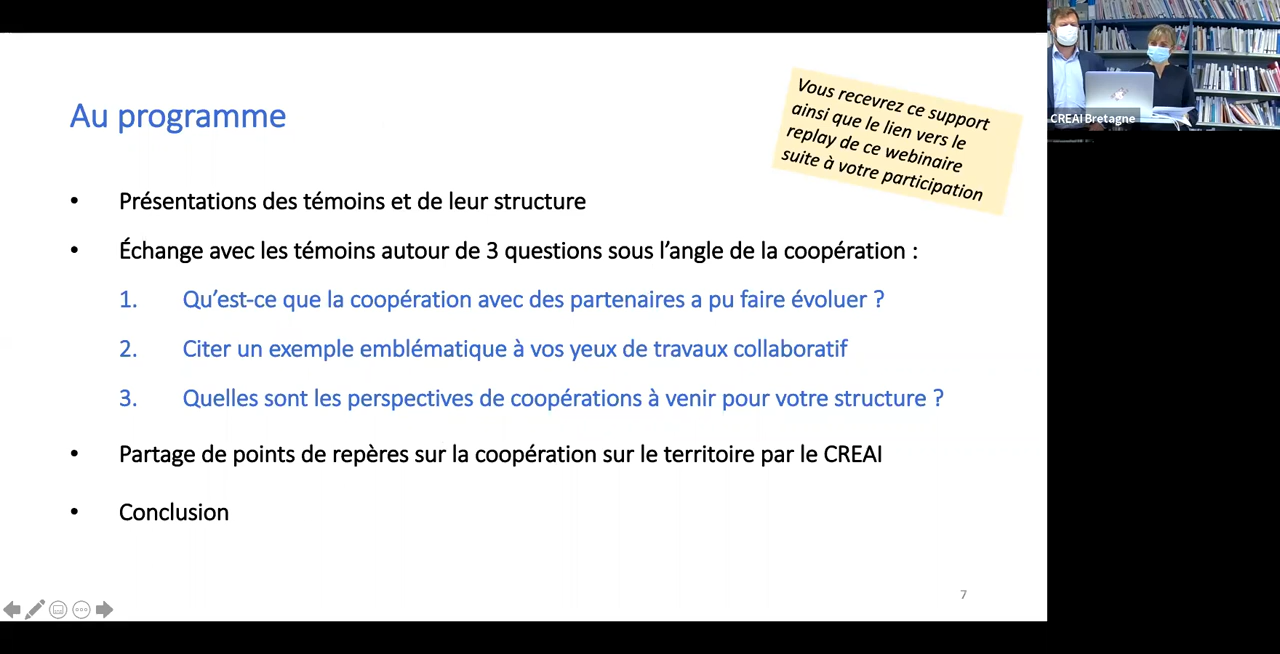 Au programme
Vous recevrez ce support
ainsi que le lien vers le
replay de ce webinaire
suite à votre participation
CREAI Bretagne
• Présentations des témoins et de leur structure
• Échange avec les témoins autour de 3 questions sous l’angle de la coopération :
1. Qu’est-ce que la coopération avec des partenaires a pu faire évoluer ?
2. Citer un exemple emblématique à vos yeux de travaux collaboratif
3. Quelles sont les perspectives de coopérations à venir pour votre structure ?
• Partage de points de repères sur la coopération sur le territoire par le CREAI
• Conclusion
7